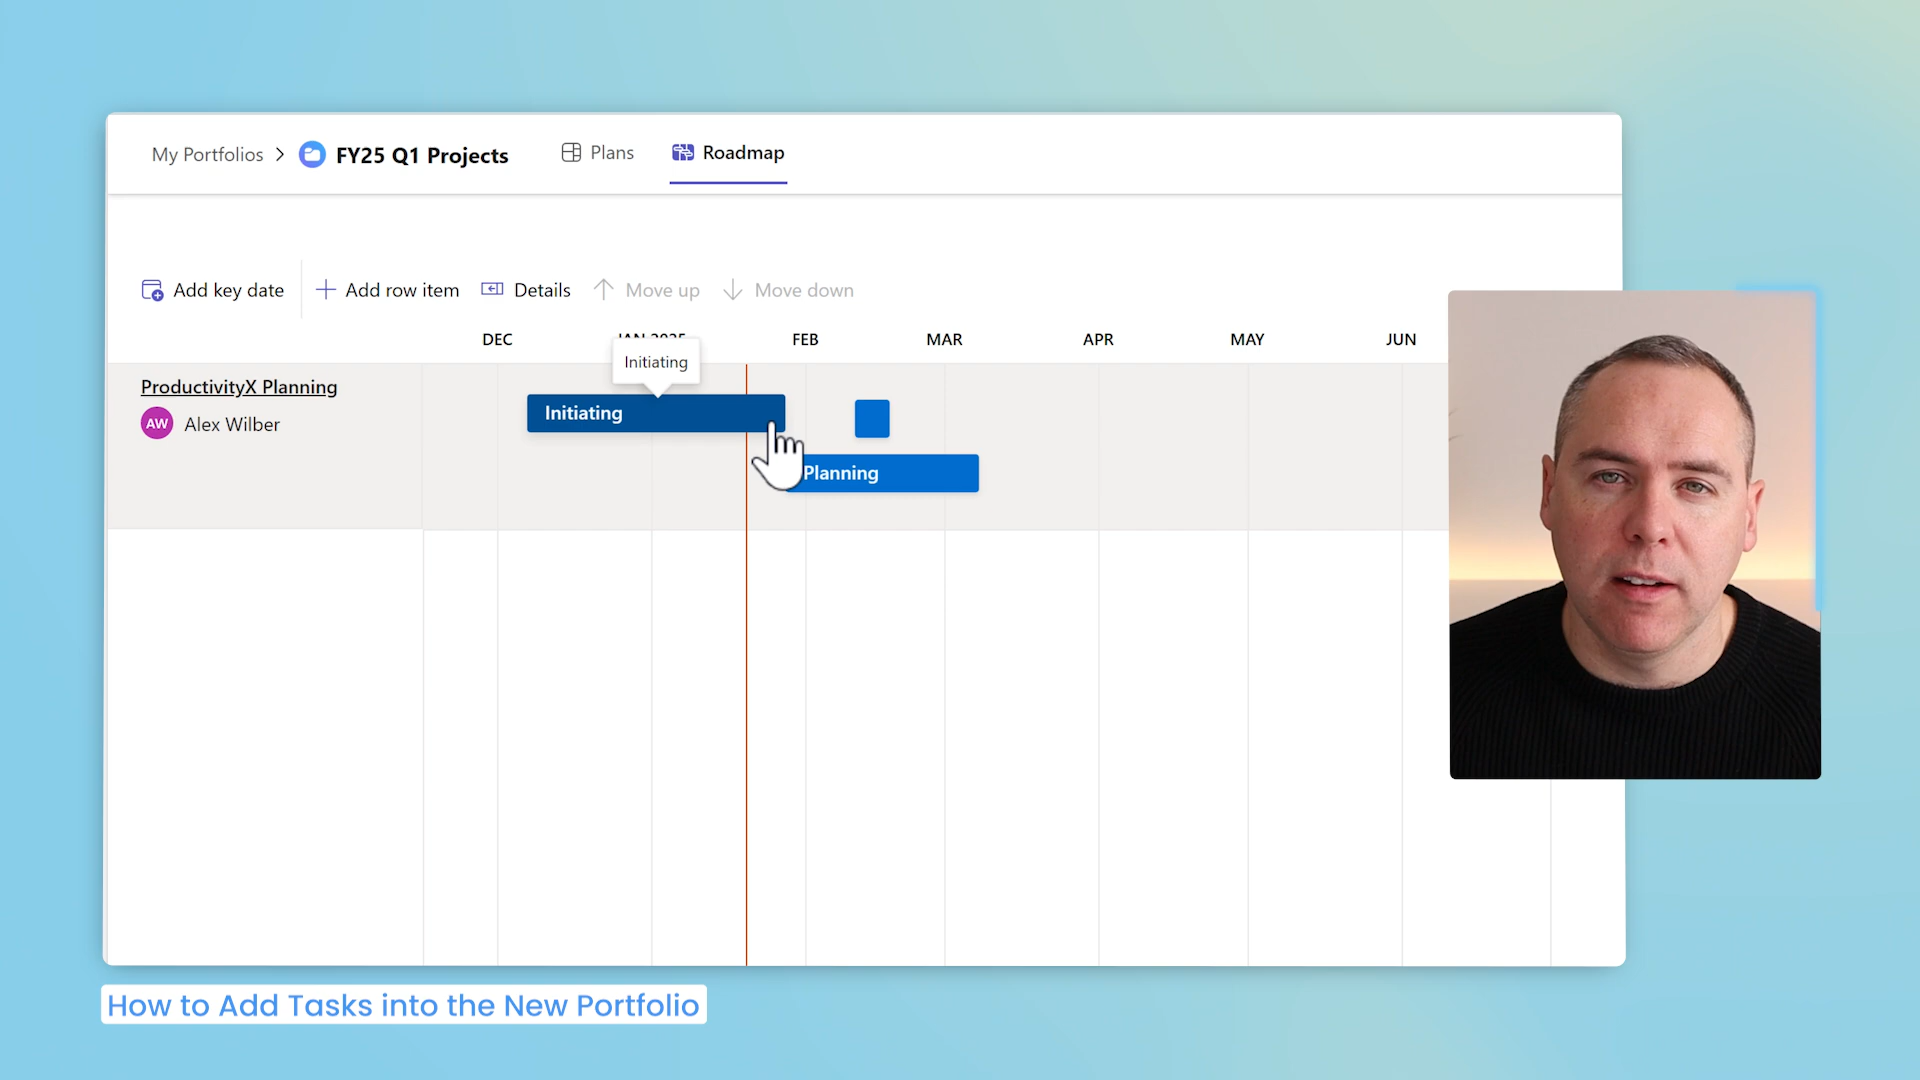 My Portfolios > FY25 Q1 Projects Plans Roadmap
Add key date Add row item Details Move up Move down
DEC JAN 2025 FEB MAR APR MAY JUN
Initiating
ProductivityX Planning
Initiating
AW Alex Wilber
Planning
How to Add Tasks into the New Portfolio